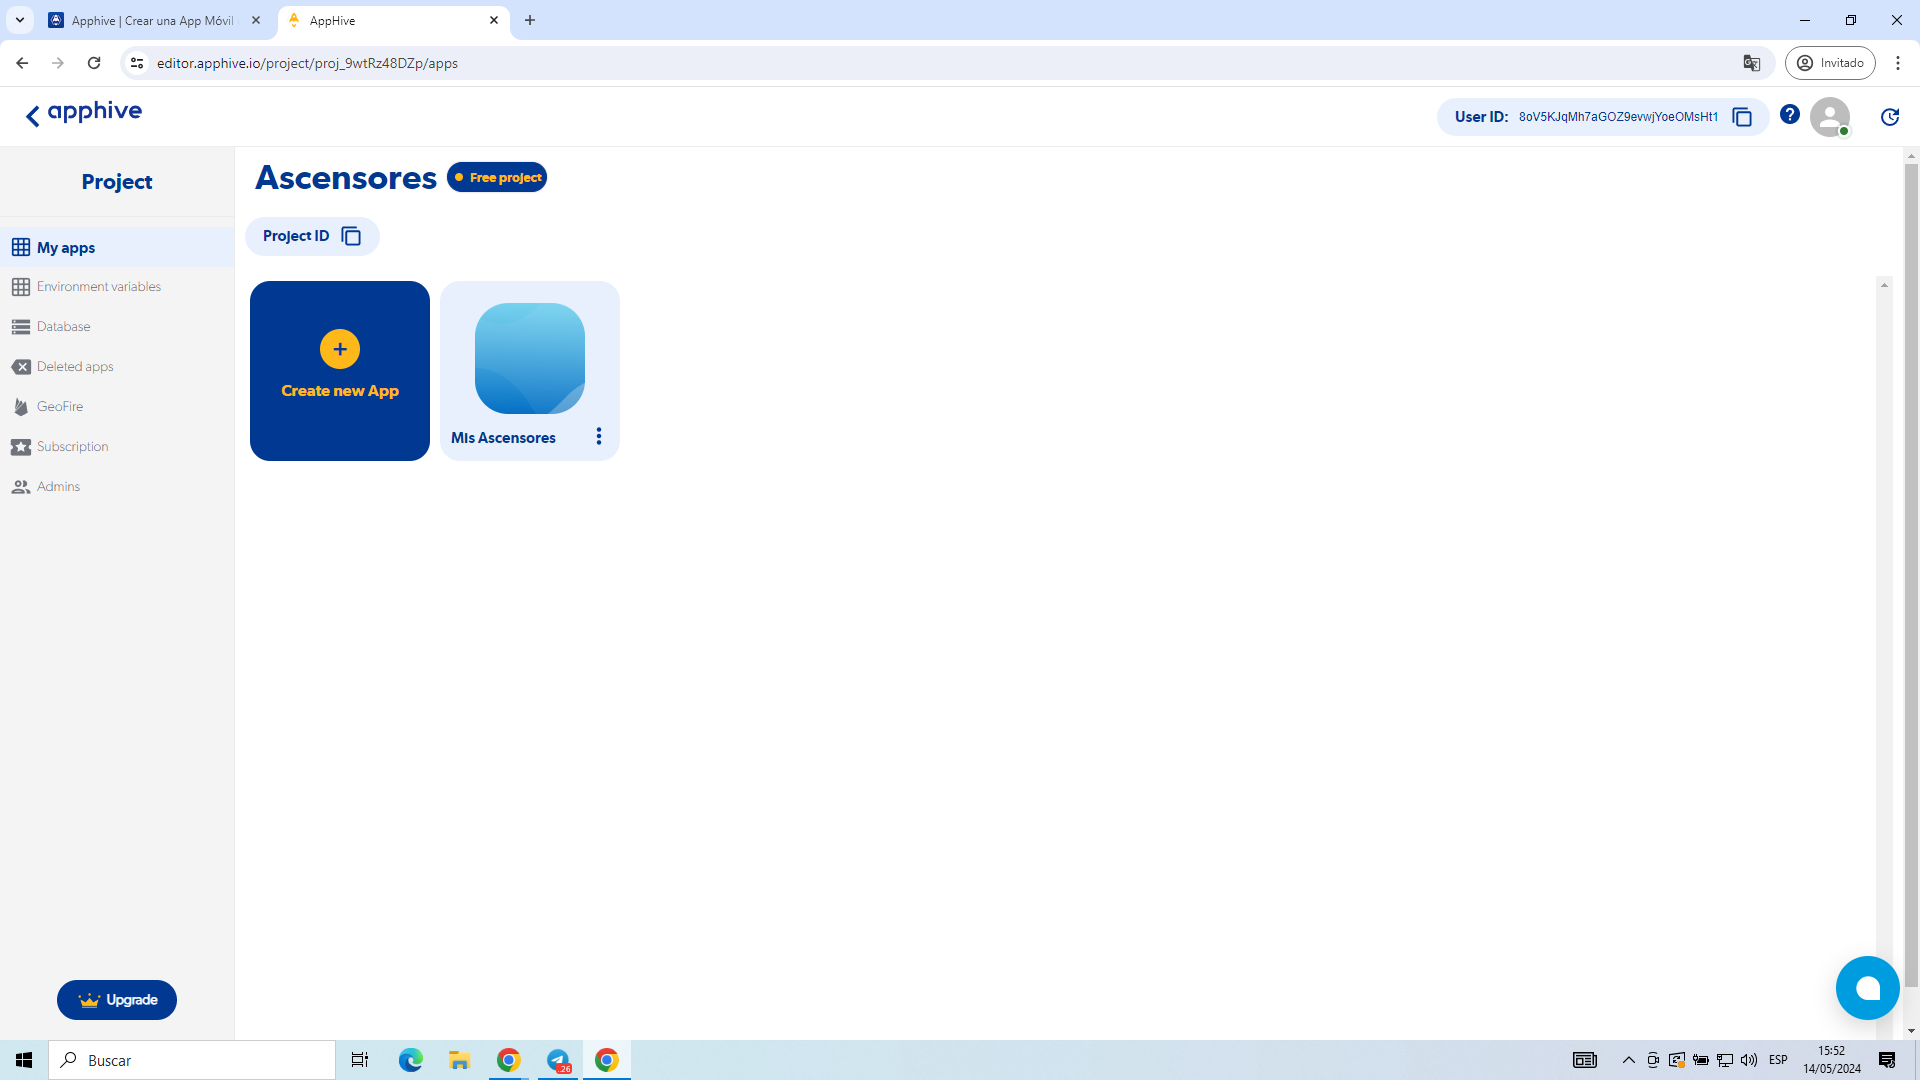 Apphive | Crear una App Móvil
AppHive
editor.apphive.io/project/proj_9wtRz48DZp/apps
Invitado
apphive
User ID: 8oV5KJqMh7aGOZ9evwjYoeOMsHt1
Project
Ascensores
Free project
Project ID
My apps
Environment variables
Database
Deleted apps
GeoFire
Subscription
Admins
Create new App
Mis Ascensores
Upgrade
Buscar
26
ESP
15:52
14/05/2024